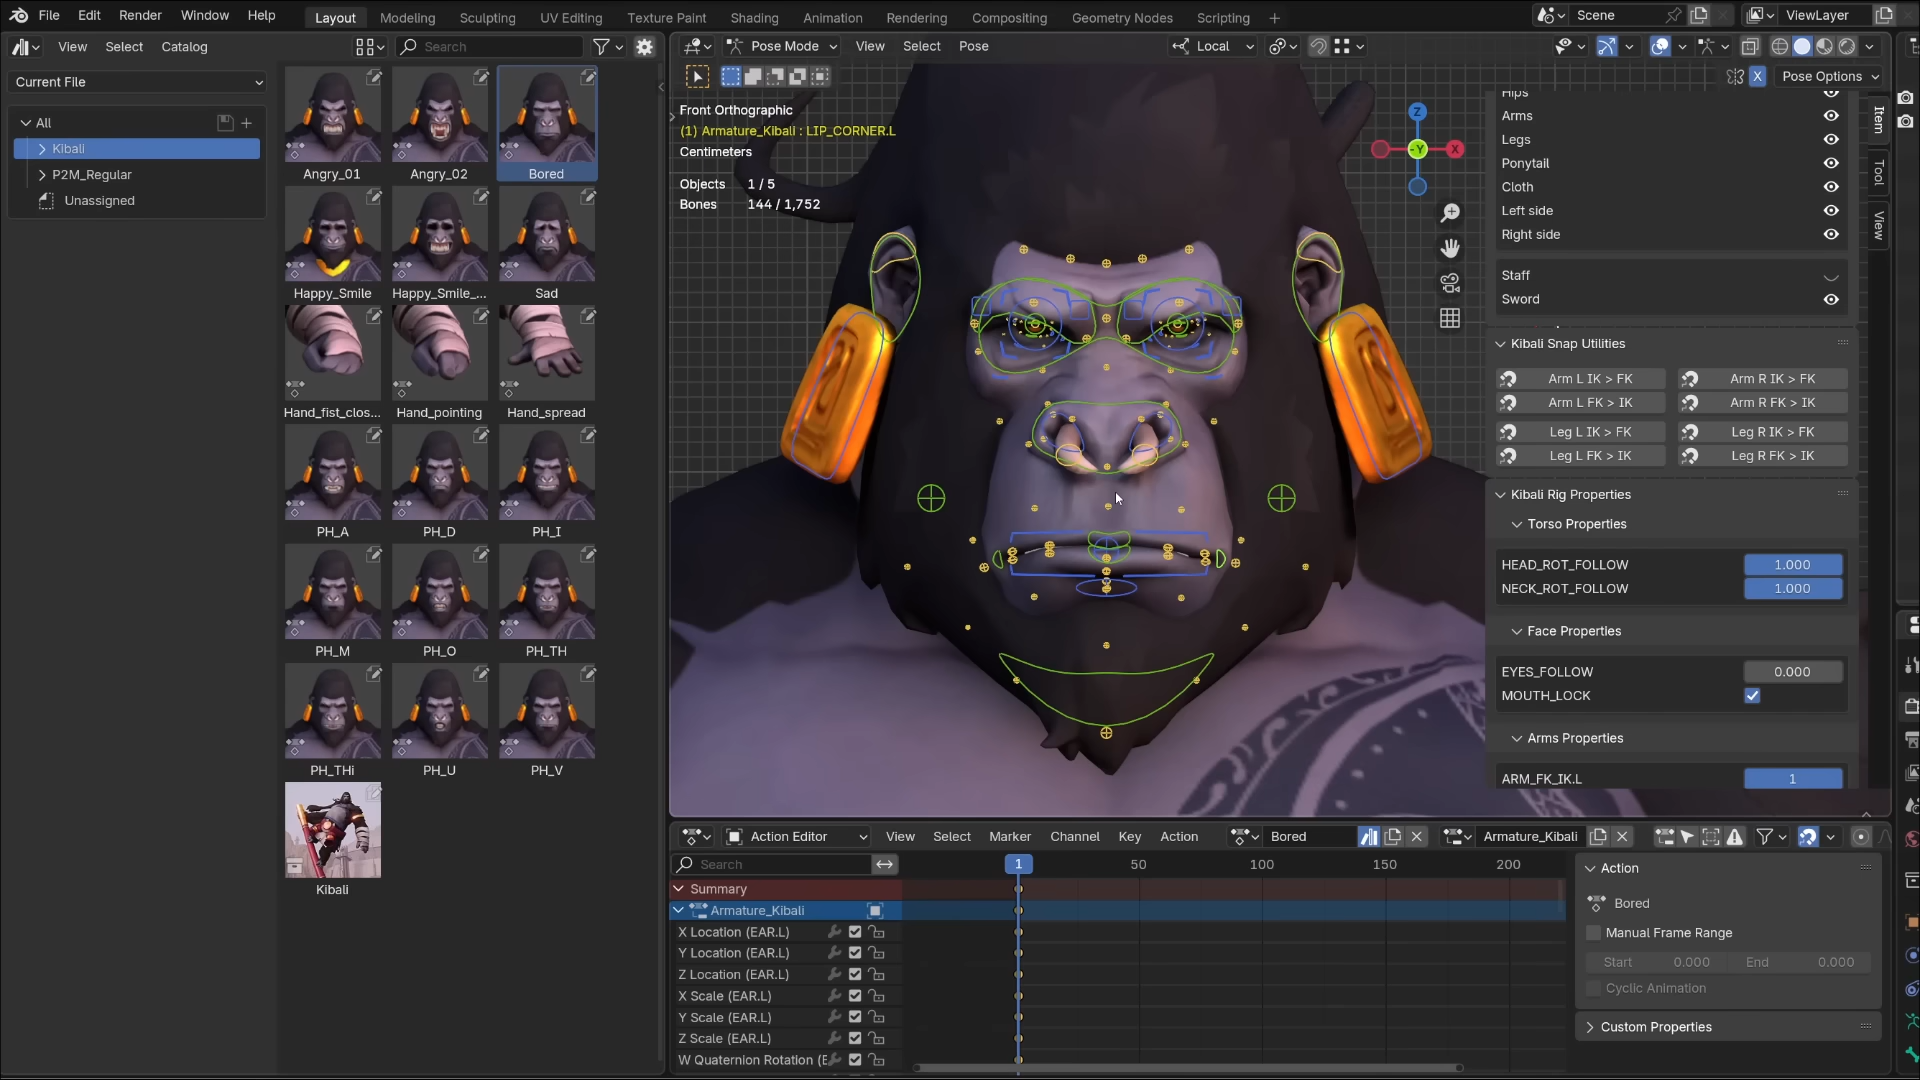 File Edit Render Window Help
Layout Modeling Sculpting UV Editing Texture Paint Shading Animation Rendering Compositing Geometry Nodes Scripting +
Scene
ViewLayer
View Select Catalog
Search
Pose Mode View Select Pose
Local
Current File
X Pose Options
All
Kibali
P2M_Regular
Unassigned
Angry_01 Angry_02 Bored
Happy_Smile Happy_Smile_... Sad
Hand_fist_clos... Hand_pointing Hand_spread
PH_A PH_D PH_I
PH_M PH_O PH_TH
PH_THi PH_U PH_V
Kibali
Front Orthographic
(1) Armature_Kibali : LIP_CORNER.L
Centimeters
Objects 1 / 5
Bones 144 / 1,752
Z
-Y
X
Hips
Arms
Legs
Ponytail
Cloth
Left side
Right side
Staff
Sword
Item
Tool
View
Kibali Snap Utilities
Arm L IK > FK Arm R IK > FK
Arm L FK > IK Arm R FK > IK
Leg L IK > FK Leg R IK > FK
Leg L FK > IK Leg R FK > IK
Kibali Rig Properties
Torso Properties
HEAD_ROT_FOLLOW 1.000
NECK_ROT_FOLLOW 1.000
Face Properties
EYES_FOLLOW 0.000
MOUTH_LOCK
Arms Properties
ARM_FK_IK.L 1
Action Editor View Select Marker Channel Key Action
Bored
Armature_Kibali
Search
1 50 100 150 200
Summary
Armature_Kibali
X Location (EAR.L)
Y Location (EAR.L)
Z Location (EAR.L)
X Scale (EAR.L)
Y Scale (EAR.L)
Z Scale (EAR.L)
W Quaternion Rotation (E
Action
Bored
Manual Frame Range
Start 0.000 End 0.000
Cyclic Animation
Custom Properties